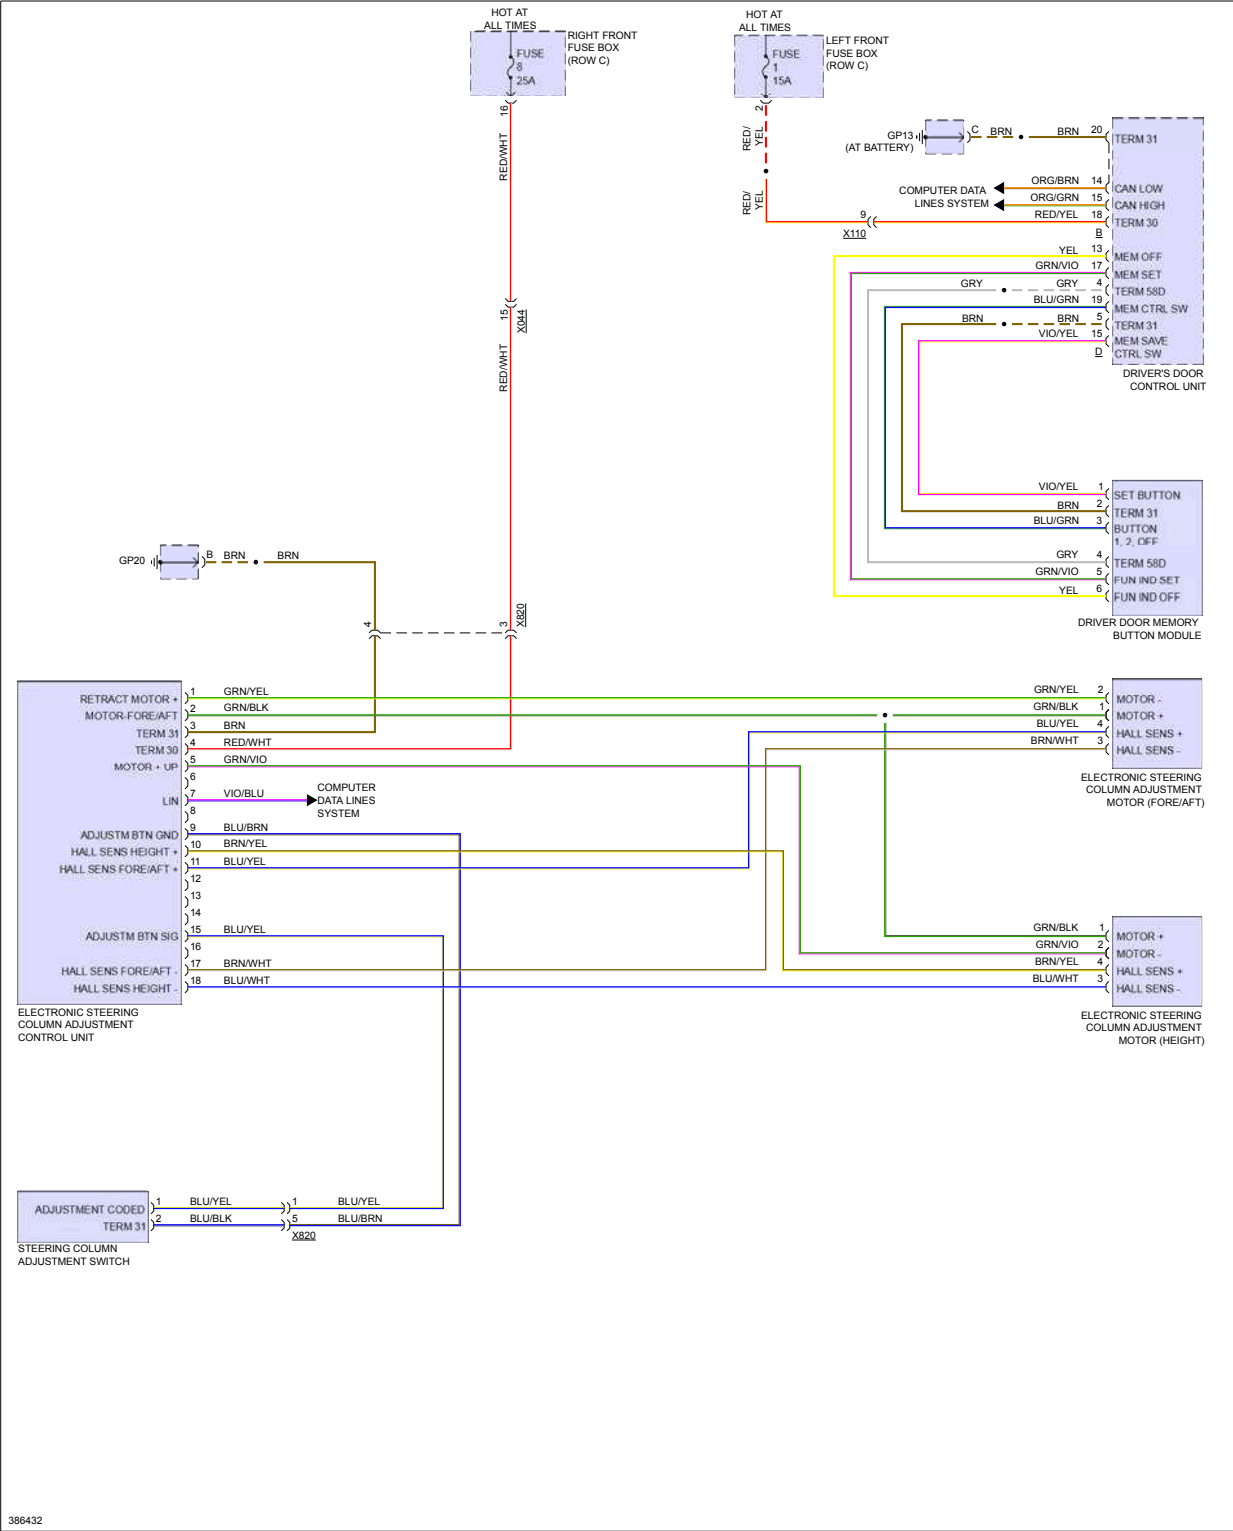 HOT AT
ALL TIMES
RIGHT FRONT
FUSE BOX
(ROW C)
FUSE
8
25A
16
RED/WHT
15
X044
RED/WHT
3
X820
HOT AT
ALL TIMES
LEFT FRONT
FUSE BOX
(ROW C)
FUSE
1
15A
2
RED/
YEL
RED/
YEL
9
X110
GP13
(AT BATTERY)
C
BRN
BRN
20
TERM 31
COMPUTER DATA
LINES SYSTEM
ORG/BRN
14
CAN LOW
ORG/GRN
15
CAN HIGH
RED/YEL
18
TERM 30
B
YEL
13
MEM OFF
GRN/VIO
17
MEM SET
GRY
GRY
4
TERM 58D
BLU/GRN
19
MEM CTRL SW
BRN
BRN
5
TERM 31
VIO/YEL
15
MEM SAVE
CTRL SW
D
DRIVER'S DOOR
CONTROL UNIT
VIO/YEL
1
SET BUTTON
BRN
2
TERM 31
BLU/GRN
3
BUTTON
1, 2, OFF
GRY
4
TERM 58D
GRN/VIO
5
FUN IND SET
YEL
6
FUN IND OFF
DRIVER DOOR MEMORY
BUTTON MODULE
GP20
B
BRN
BRN
4
RETRACT MOTOR +
1
GRN/YEL
MOTOR-FORE/AFT
2
GRN/BLK
TERM 31
3
BRN
TERM 30
4
RED/WHT
MOTOR + UP
5
GRN/VIO
6
LIN
7
VIO/BLU
COMPUTER
DATA LINES
SYSTEM
8
ADJUSTM BTN GND
9
BLU/BRN
HALL SENS HEIGHT +
10
BRN/YEL
HALL SENS FORE/AFT +
11
BLU/YEL
12
13
14
ADJUSTM BTN SIG
15
BLU/YEL
16
HALL SENS FORE/AFT -
17
BRN/WHT
HALL SENS HEIGHT -
18
BLU/WHT
ELECTRONIC STEERING
COLUMN ADJUSTMENT
CONTROL UNIT
GRN/YEL
2
MOTOR -
GRN/BLK
1
MOTOR +
BLU/YEL
4
HALL SENS +
BRN/WHT
3
HALL SENS -
ELECTRONIC STEERING
COLUMN ADJUSTMENT
MOTOR (FORE/AFT)
GRN/BLK
1
MOTOR +
GRN/VIO
2
MOTOR -
BRN/YEL
4
HALL SENS +
BLU/WHT
3
HALL SENS -
ELECTRONIC STEERING
COLUMN ADJUSTMENT
MOTOR (HEIGHT)
ADJUSTMENT CODED
1
BLU/YEL
1
BLU/YEL
TERM 31
2
BLU/BLK
5
BLU/BRN
X820
STEERING COLUMN
ADJUSTMENT SWITCH
386432